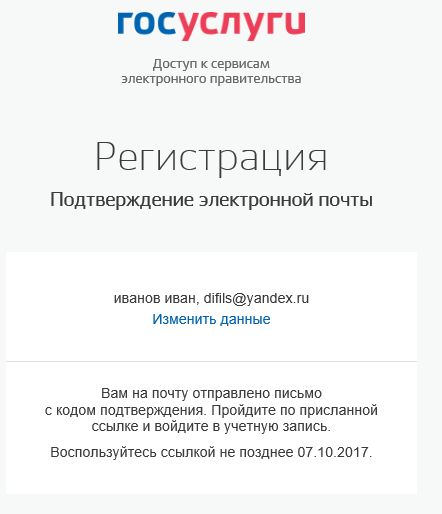 госуслуги
Доступ к сервисам
электронного правительства
Регистрация
Подтверждение электронной почты
иванов иван, difils@yandex.ru
Изменить данные
Вам на почту отправлено письмо
с кодом подтверждения. Пройдите по присланной
ссылке и войдите в учетную запись.
Воспользуйтесь ссылкой не позднее 07.10.2017.